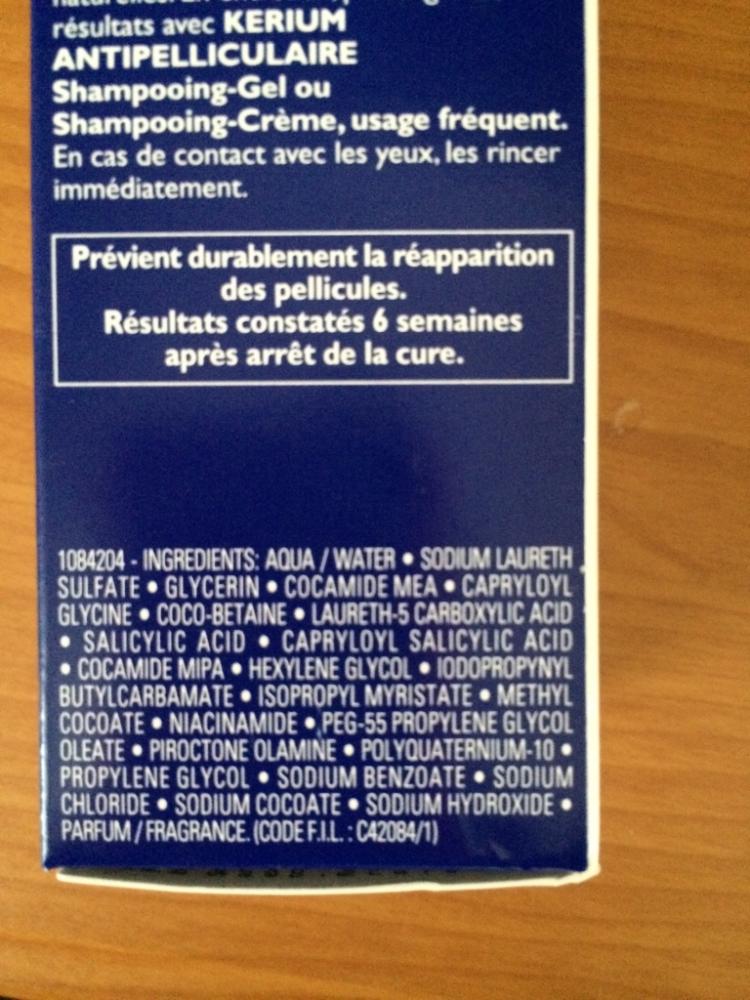 résultats avec KERIUM
ANTIPELLICULAIRE
Shampooing-Gel ou
Shampooing-Crème, usage fréquent.
En cas de contact avec les yeux, les rincer
immédiatement.
Prévient durablement la réapparition
des pellicules.
Résultats constatés 6 semaines
après arrêt de la cure.
1084204 - INGREDIENTS: AQUA / WATER • SODIUM LAURETH
SULFATE • GLYCERIN • COCAMIDE MEA • CAPRYLOYL
GLYCINE • COCO-BETAINE • LAURETH-5 CARBOXYLIC ACID
• SALICYLIC ACID • CAPRYLOYL SALICYLIC ACID
• COCAMIDE MIPA • HEXYLENE GLYCOL • IODOPROPYNYL
BUTYLCARBAMATE • ISOPROPYL MYRISTATE • METHYL
COCOATE • NIACINAMIDE • PEG-55 PROPYLENE GLYCOL
OLEATE • PIROCTONE OLAMINE • POLYQUATERNIUM-10 •
PROPYLENE GLYCOL • SODIUM BENZOATE • SODIUM
CHLORIDE • SODIUM COCOATE • SODIUM HYDROXIDE •
PARFUM / FRAGRANCE. (CODE F.I.L. : C42084/1)